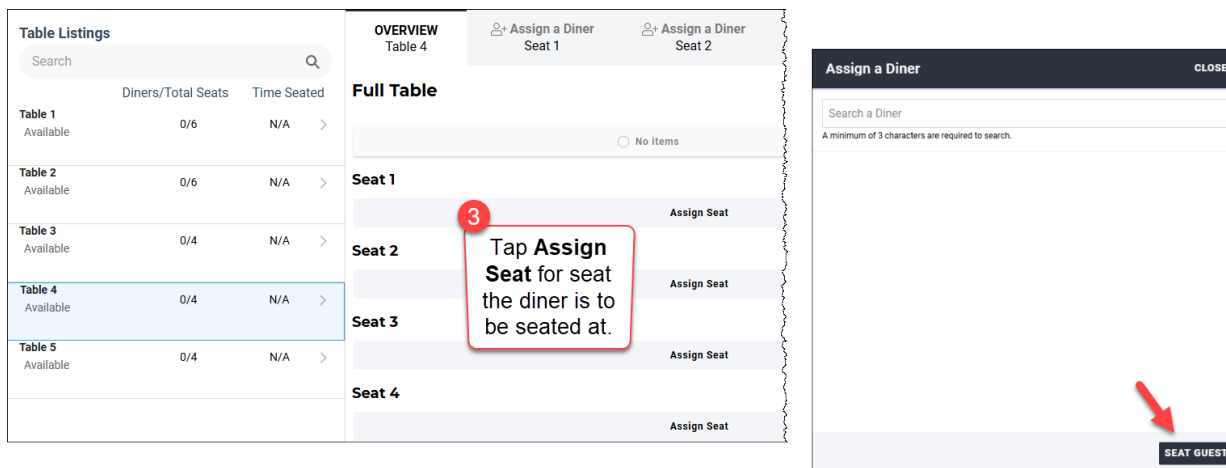 Table Listings
Search
Diners/Total Seats Time Seated
Table 1
Available
0/6 N/A
Table 2
Available
0/6 N/A
Table 3
Available
0/4 N/A
Table 4
Available
0/4 N/A
Table 5
Available
0/4 N/A
OVERVIEW
Table 4
Assign a Diner
Seat 1
Assign a Diner
Seat 2
Full Table
No items
Seat 1
Assign Seat
Seat 2
Assign Seat
Seat 3
Assign Seat
Seat 4
Assign Seat
3
Tap Assign
Seat for seat
the diner is to
be seated at.
Assign a Diner CLOSE
Search a Diner
A minimum of 3 characters are required to search.
SEAT GUEST